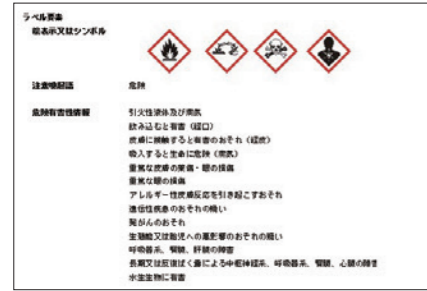 ラベル要素
絵表示又はシンボル
注意喚起語 危険
危険有害性情報 引火性液体及び蒸気
飲み込むと有害（経口）
皮膚に接触すると有害のおそれ（経皮）
吸入すると生命に危険（蒸気）
重篤な皮膚の薬傷・眼の損傷
重篤な眼の損傷
アレルギー性皮膚反応を引き起こすおそれ
遺伝性疾患のおそれの疑い
発がんのおそれ
生殖能又は胎児への悪影響のおそれの疑い
呼吸器系、腎臓、肝臓の障害
長期又は反復ばく露による中枢神経系、呼吸器系、腎臓、心臓の障害
水生生物に有害